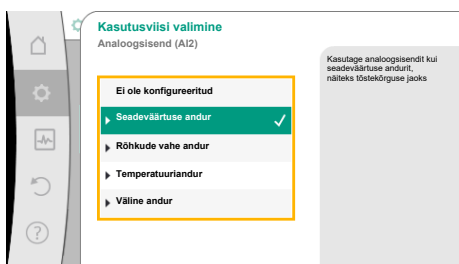 Kasutusviisi valimine
Analoogsisend (AI2)
Ei ole konfigureeritud
Seadeväärtuse andur
Rõhkude vahe andur
Temperatuuriandur
Väline andur
Kasutage analoogsisendit kui
seadeväärtuse andurit,
näiteks tõstekõrguse jaoks